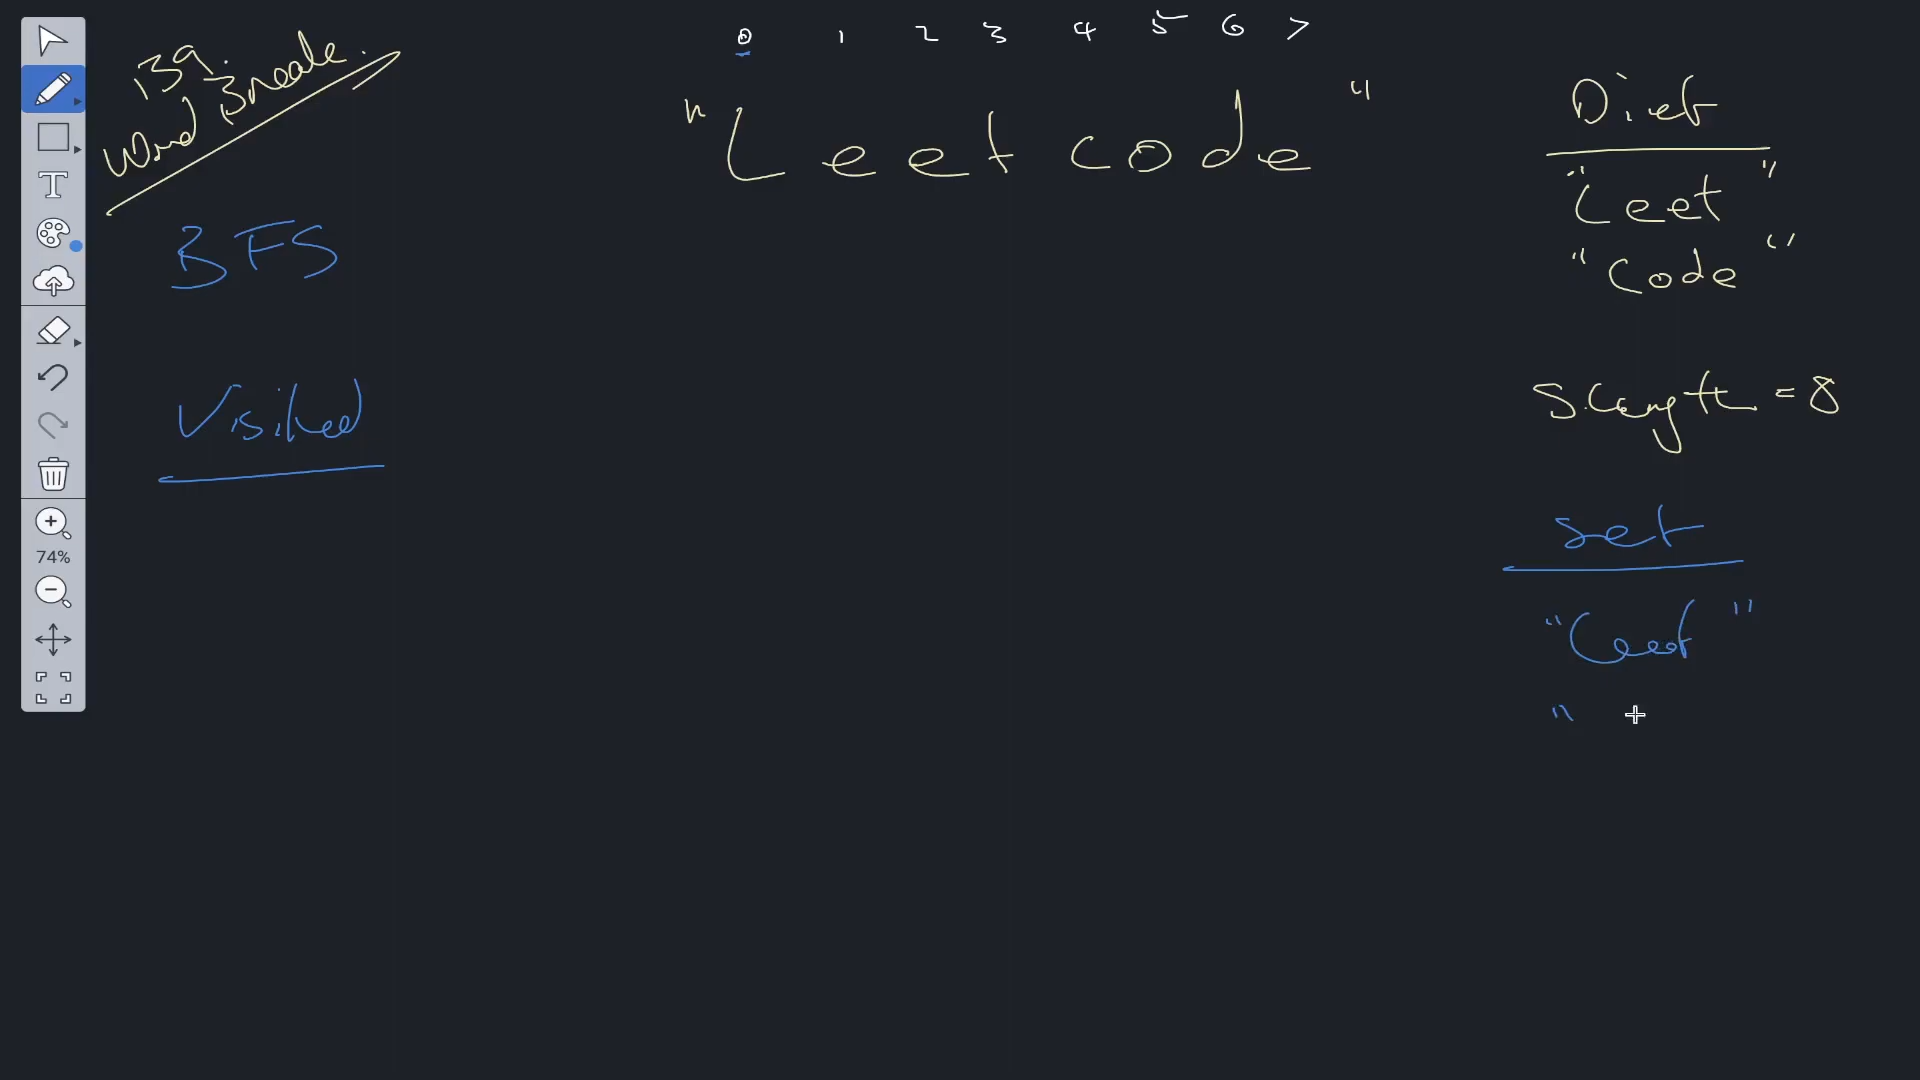 139.
Word Break.
0 1 2 3 4 5 6 7
"Leetcode"
Dict
"Leet"
"Code"
BFS
Visited
S.length = 8
set
"Leet"
"
74%